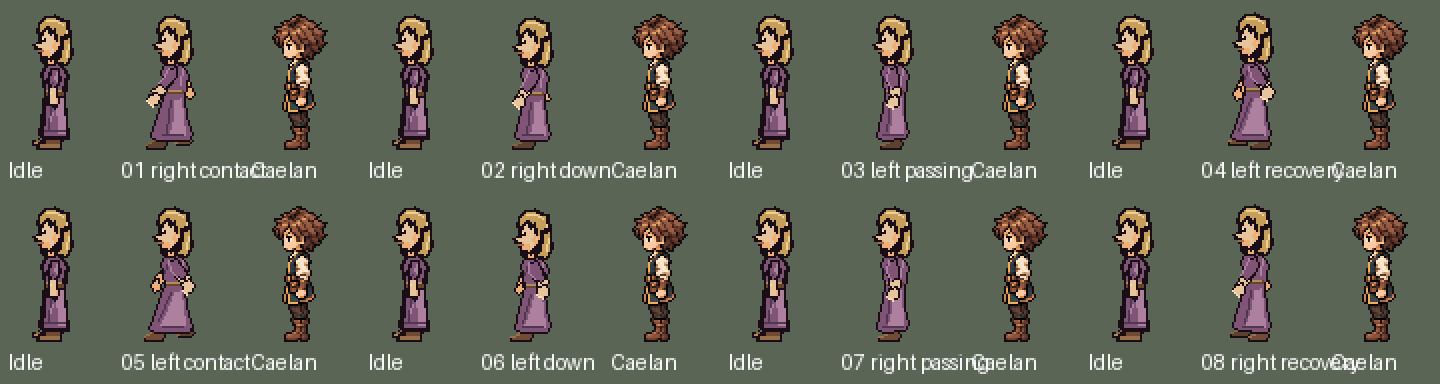 Idle 01 right contact Caelan Idle 02 right down Caelan Idle 03 left passing Caelan Idle 04 left recovery Caelan
Idle 05 left contact Caelan Idle 06 left down Caelan Idle 07 right passing Caelan Idle 08 right recovery Caelan